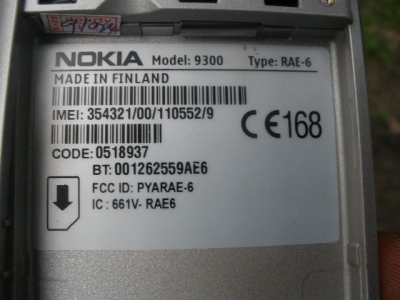 NOKIA Model: 9300 Type: RAE-6
MADE IN FINLAND
IMEI: 354321/00/110552/9
CE168
CODE: 0518937
BT: 001262559AE6
FCC ID: PYARAE-6
IC : 661V- RAE6